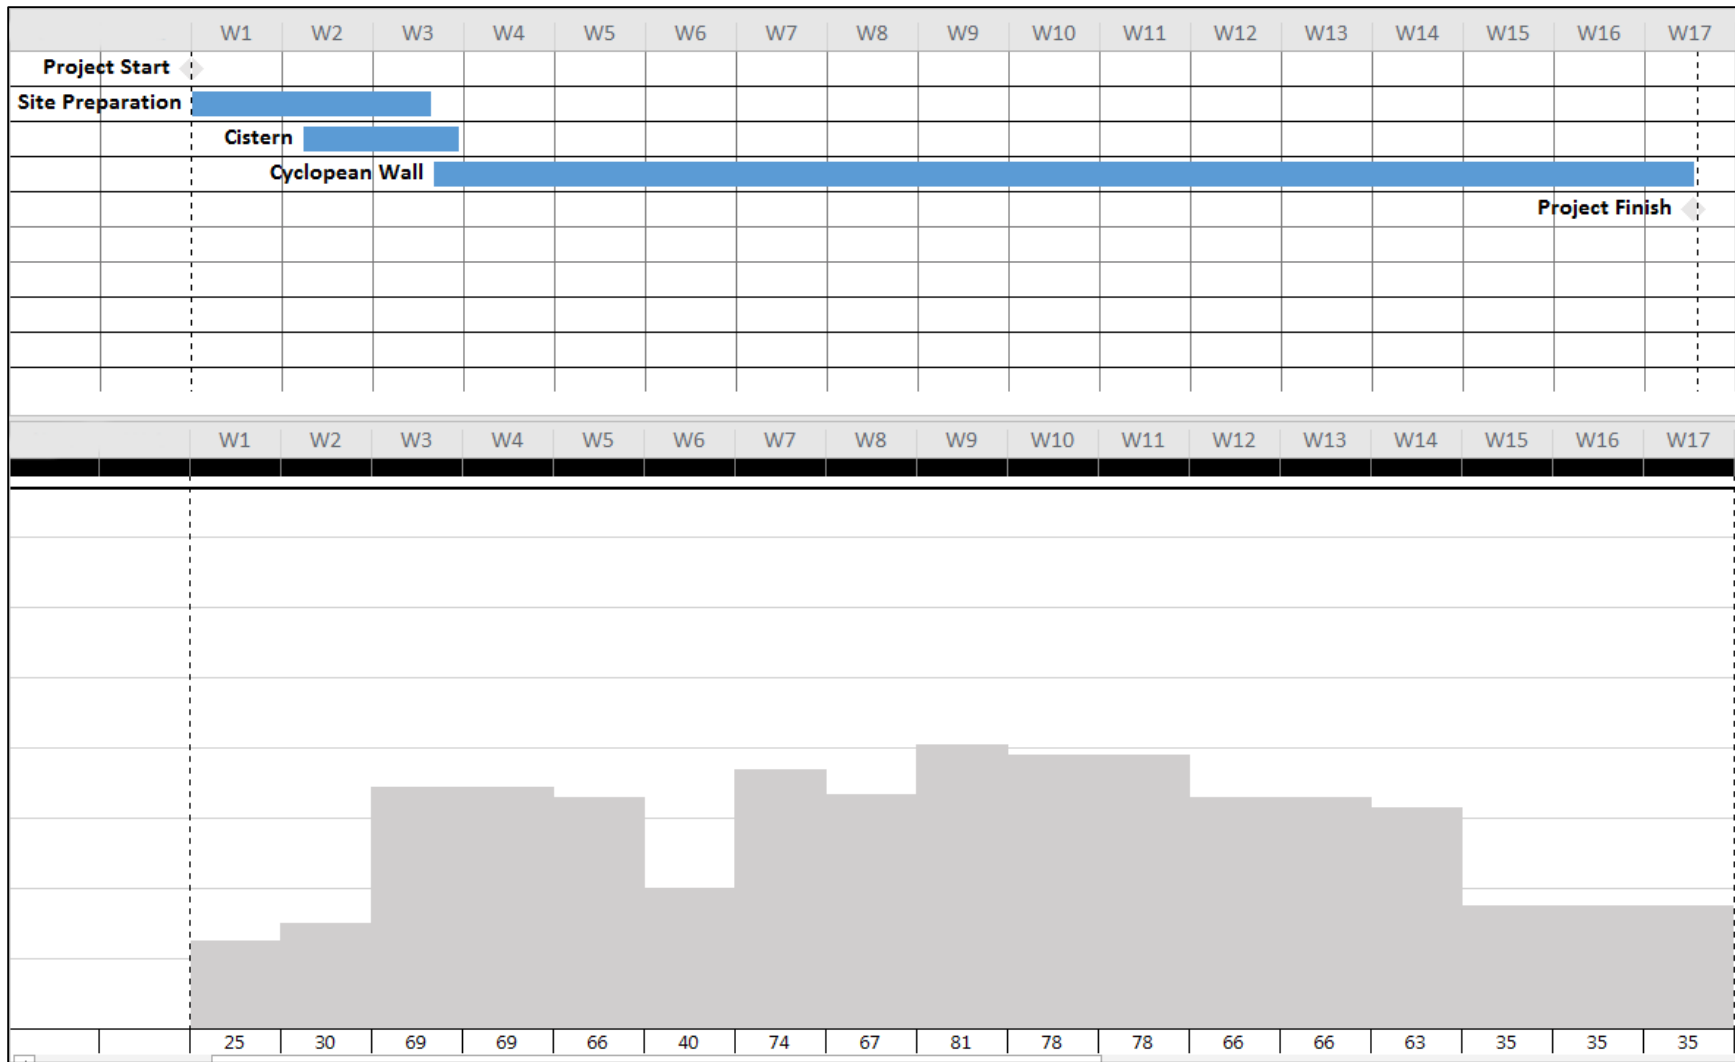 W1 W2 W3 W4 W5 W6 W7 W8 W9 W10 W11 W12 W13 W14 W15 W16 W17
Project Start
Site Preparation
Cistern
Cyclopean Wall
Project Finish
W1 W2 W3 W4 W5 W6 W7 W8 W9 W10 W11 W12 W13 W14 W15 W16 W17
25 30 69 69 66 40 74 67 81 78 78 66 66 63 35 35 35